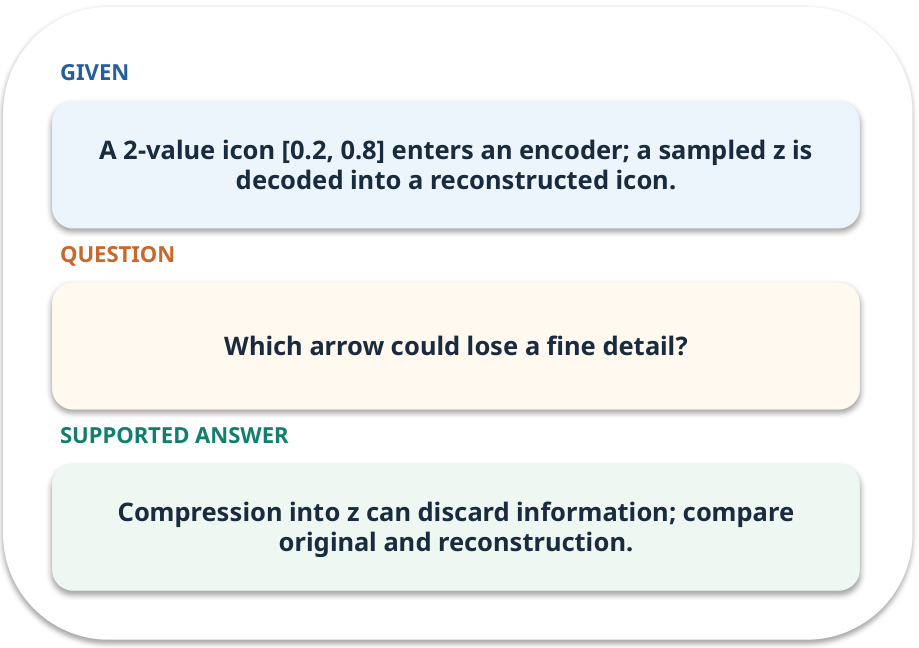 GIVEN
A 2-value icon [0.2, 0.8] enters an encoder; a sampled z is
decoded into a reconstructed icon.
QUESTION
Which arrow could lose a fine detail?
SUPPORTED ANSWER
Compression into z can discard information; compare
original and reconstruction.